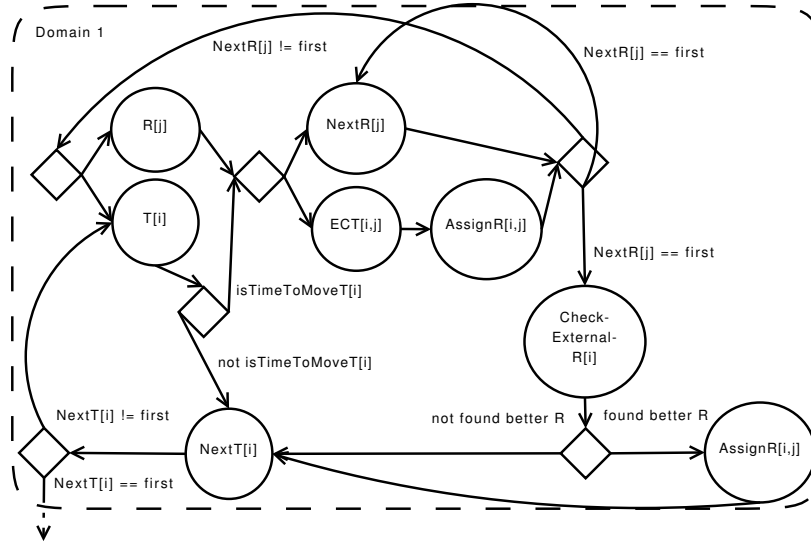 Domain 1
NextR[j] != first
NextR[j] == first
R[j]
NextR[j]
T[i]
ECT[i,j]
AssignR[i,j]
NextR[j] == first
isTimeToMoveT[i]
Check-
External-
R[i]
not isTimeToMoveT[i]
NextT[i] != first
not found better R
found better R
NextT[i]
AssignR[i,j]
NextT[i] == first